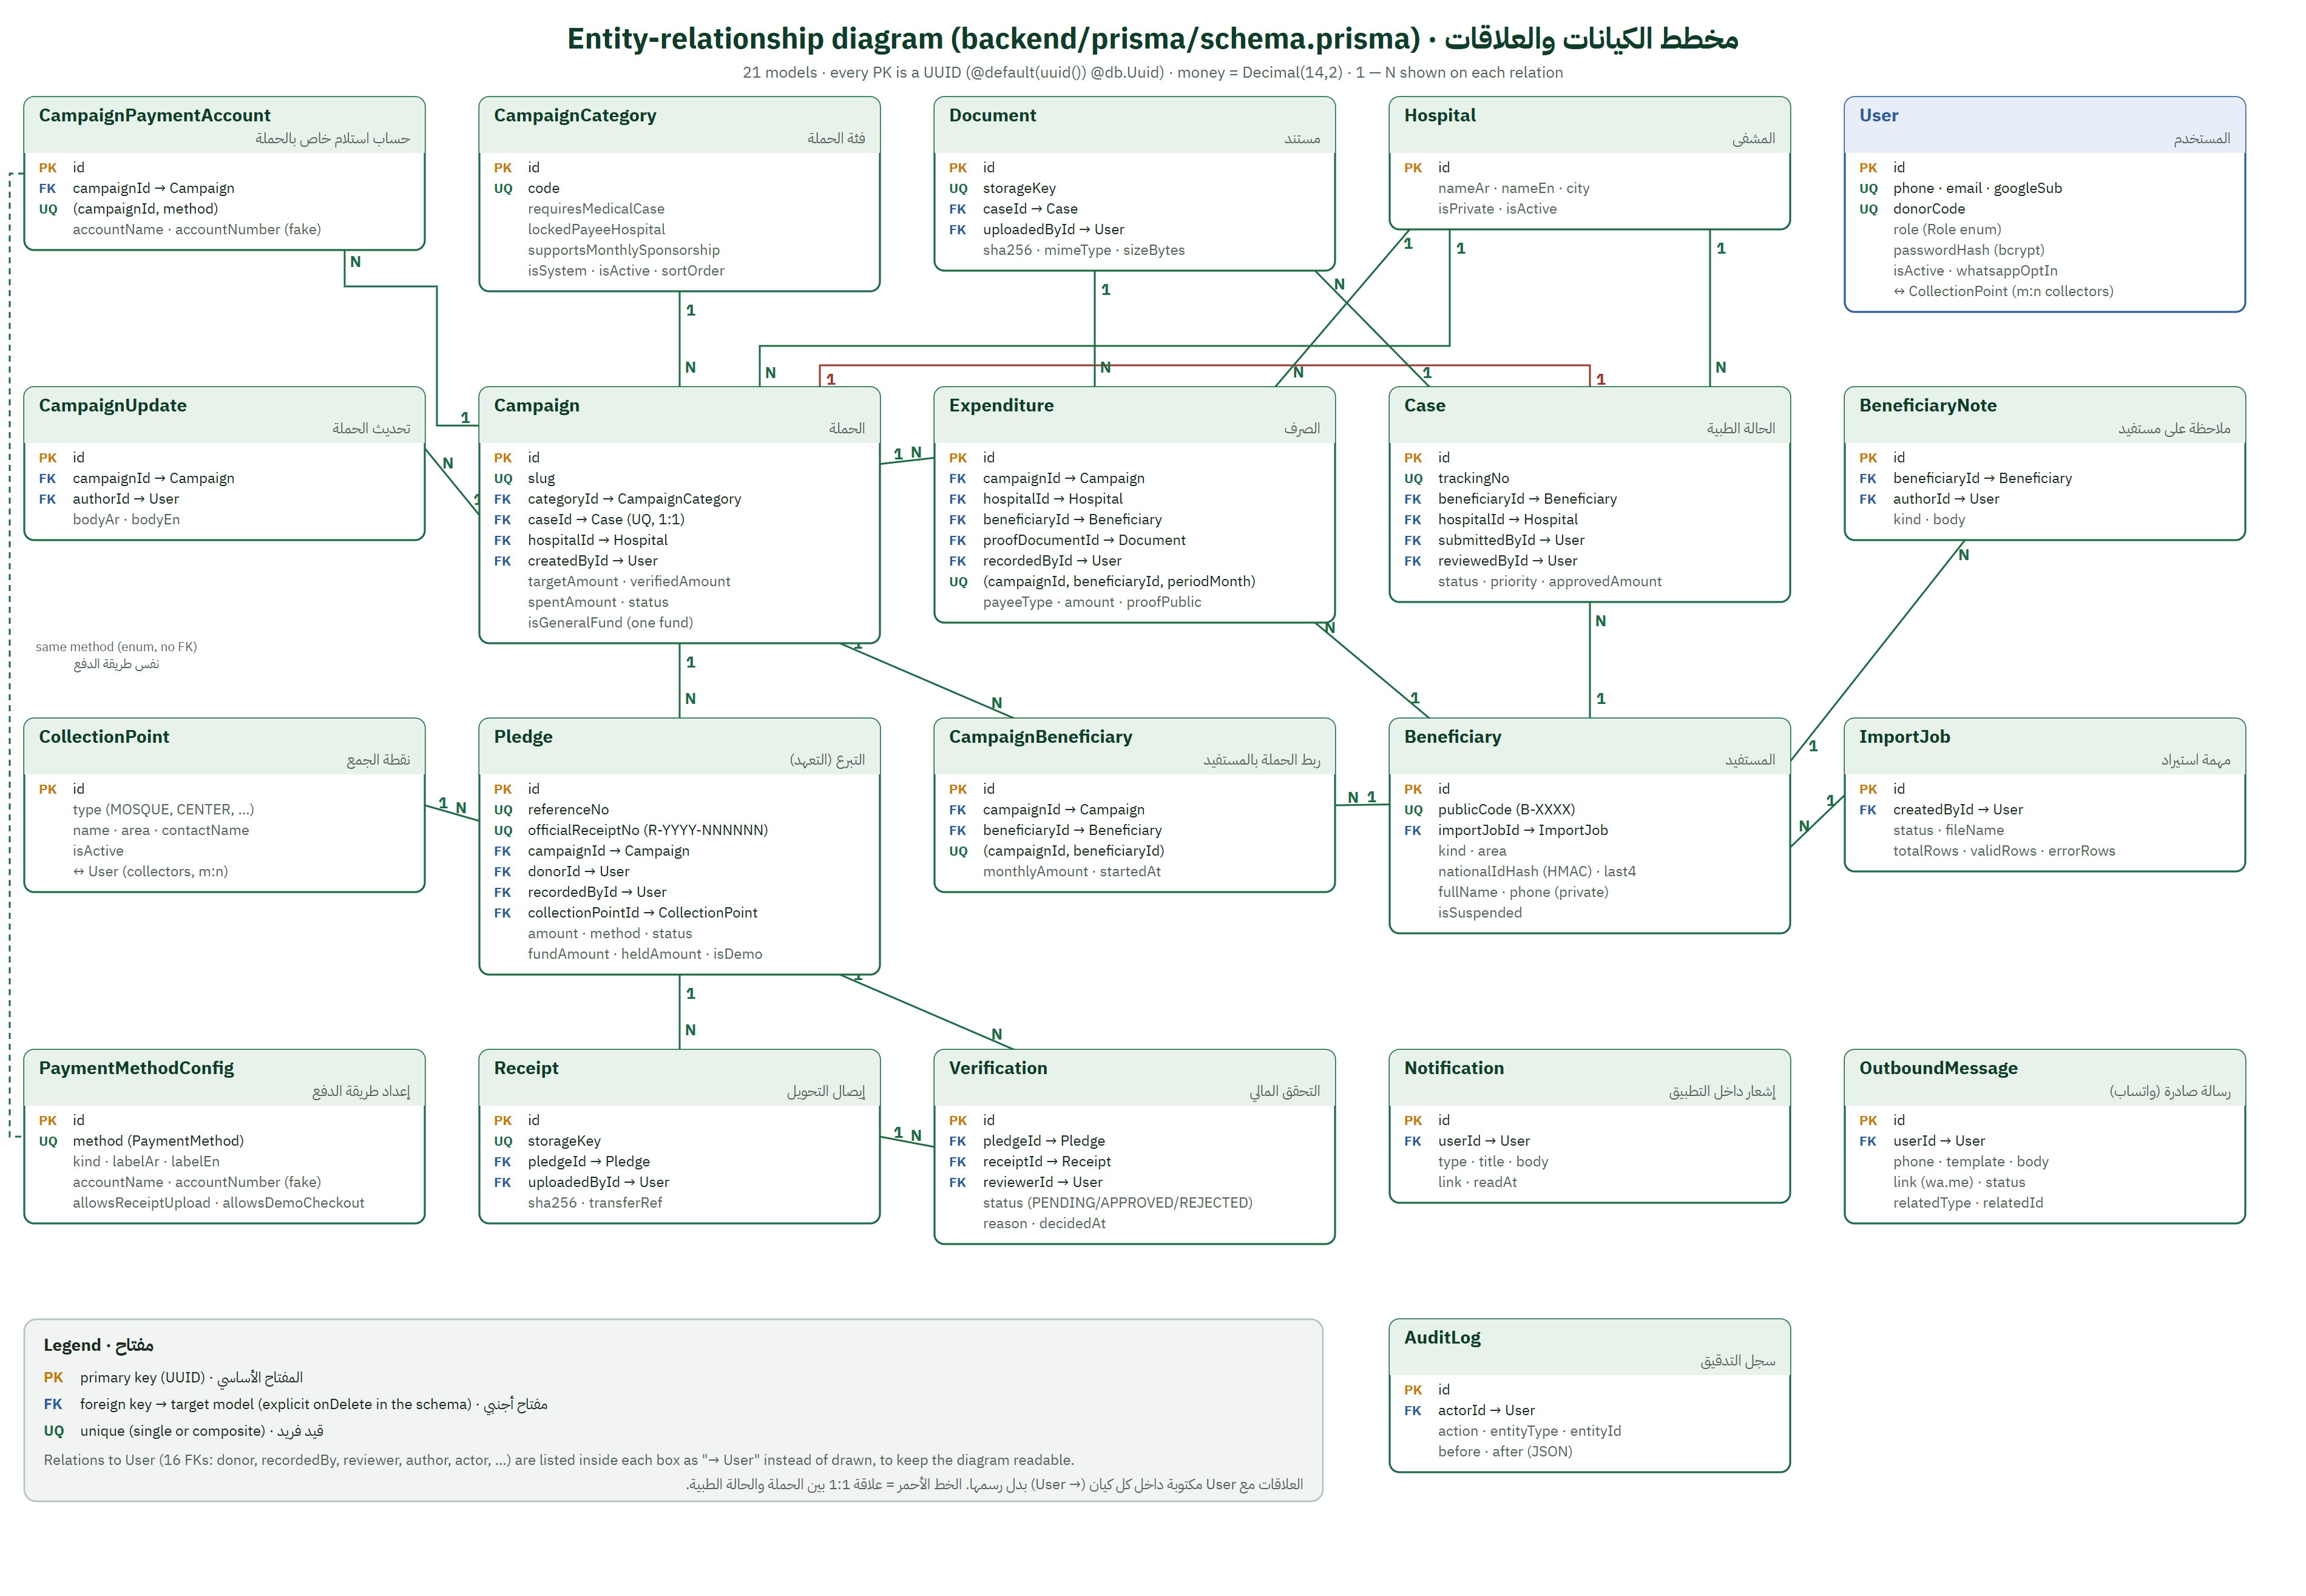 Entity-relationship diagram (backend/prisma/schema.prisma) · مخطط الكيانات والعلاقات
21 models · every PK is a UUID (@default(uuid()) @db.Uuid) · money = Decimal(14,2) · 1 — N shown on each relation
CampaignPaymentAccount
حساب استلام خاص بالحملة
PK id
FK campaignId → Campaign
UQ (campaignId, method)
accountName · accountNumber (fake)
CampaignCategory
فئة الحملة
PK id
UQ code
requiresMedicalCase
lockedPayeeHospital
supportsMonthlySponsorship
isSystem · isActive · sortOrder
Document
مستند
PK id
UQ storageKey
FK caseId → Case
FK uploadedById → User
sha256 · mimeType · sizeBytes
Hospital
المشفى
PK id
nameAr · nameEn · city
isPrivate · isActive
User
المستخدم
PK id
UQ phone · email · googleSub
UQ donorCode
role (Role enum)
passwordHash (bcrypt)
isActive · whatsappOptIn
↔ CollectionPoint (m:n collectors)
N
1
1
N
1
1
1
N
N
N
N
1
N
1
1
1
CampaignUpdate
تحديث الحملة
PK id
FK campaignId → Campaign
FK authorId → User
bodyAr · bodyEn
N
1
Campaign
الحملة
PK id
UQ slug
FK categoryId → CampaignCategory
FK caseId → Case (UQ, 1:1)
FK hospitalId → Hospital
FK createdById → User
targetAmount · verifiedAmount
spentAmount · status
isGeneralFund (one fund)
1 N
Expenditure
الصرف
PK id
FK campaignId → Campaign
FK hospitalId → Hospital
FK beneficiaryId → Beneficiary
FK proofDocumentId → Document
FK recordedById → User
UQ (campaignId, beneficiaryId, periodMonth)
payeeType · amount · proofPublic
Case
الحالة الطبية
PK id
UQ trackingNo
FK beneficiaryId → Beneficiary
FK hospitalId → Hospital
FK submittedById → User
FK reviewedById → User
status · priority · approvedAmount
BeneficiaryNote
ملاحظة على مستفيد
PK id
FK beneficiaryId → Beneficiary
FK authorId → User
kind · body
N
same method (enum, no FK)
نفس طريقة الدفع
1
N
1
N
N
1
N
1
1
CollectionPoint
نقطة الجمع
PK id
type (MOSQUE, CENTER, ...)
name · area · contactName
isActive
↔ User (collectors, m:n)
1 N
Pledge
التبرع (التعهد)
PK id
UQ referenceNo
UQ officialReceiptNo (R-YYYY-NNNNNN)
FK campaignId → Campaign
FK donorId → User
FK recordedById → User
FK collectionPointId → CollectionPoint
amount · method · status
fundAmount · heldAmount · isDemo
CampaignBeneficiary
ربط الحملة بالمستفيد
PK id
FK campaignId → Campaign
FK beneficiaryId → Beneficiary
UQ (campaignId, beneficiaryId)
monthlyAmount · startedAt
N 1
Beneficiary
المستفيد
PK id
UQ publicCode (B-XXXX)
FK importJobId → ImportJob
kind · area
nationalIdHash (HMAC) · last4
fullName · phone (private)
isSuspended
N 1
ImportJob
مهمة استيراد
PK id
FK createdById → User
status · fileName
totalRows · validRows · errorRows
1
N
1
N
PaymentMethodConfig
إعداد طريقة الدفع
PK id
UQ method (PaymentMethod)
kind · labelAr · labelEn
accountName · accountNumber (fake)
allowsReceiptUpload · allowsDemoCheckout
Receipt
إيصال التحويل
PK id
UQ storageKey
FK pledgeId → Pledge
FK uploadedById → User
sha256 · transferRef
1 N
Verification
التحقق المالي
PK id
FK pledgeId → Pledge
FK receiptId → Receipt
FK reviewerId → User
status (PENDING/APPROVED/REJECTED)
reason · decidedAt
Notification
إشعار داخل التطبيق
PK id
FK userId → User
type · title · body
link · readAt
OutboundMessage
رسالة صادرة (واتساب)
PK id
FK userId → User
phone · template · body
link (wa.me) · status
relatedType · relatedId
Legend · مفتاح
PK primary key (UUID) · المفتاح الأساسي
FK foreign key → target model (explicit onDelete in the schema) · مفتاح أجنبي
UQ unique (single or composite) · قيد فريد
Relations to User (16 FKs: donor, recordedBy, reviewer, author, actor, ...) are listed inside each box as "→ User" instead of drawn, to keep the diagram readable.
العلاقات مع User مكتوبة داخل كل كيان (→ User) بدل رسمها. الخط الأحمر = علاقة 1:1 بين الحملة والحالة الطبية.
AuditLog
سجل التدقيق
PK id
FK actorId → User
action · entityType · entityId
before · after (JSON)